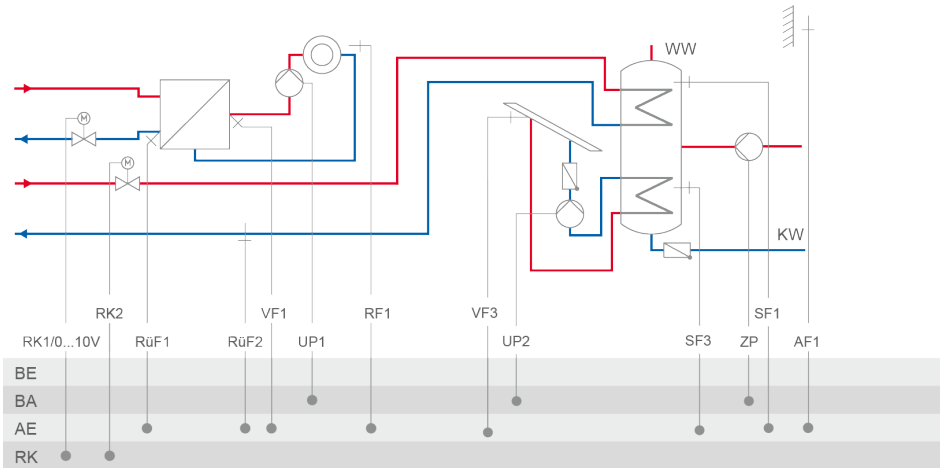 WW
M
M
KW
RK2 VF1 RF1 VF3 SF1
RK1/0...10V RüF1 RüF2 UP1 UP2 SF3 ZP AF1
BE
BA
AE
RK